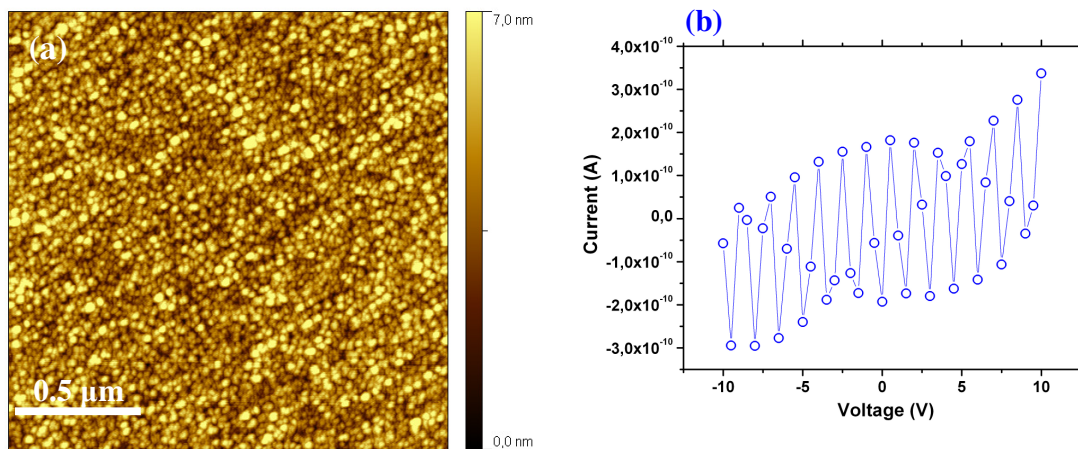 (a)
7,0 nm
0,0 nm
0.5 µm
(b)
4,0x10⁻¹⁰
3,0x10⁻¹⁰
2,0x10⁻¹⁰
1,0x10⁻¹⁰
0,0
-1,0x10⁻¹⁰
-2,0x10⁻¹⁰
-3,0x10⁻¹⁰
Current (A)
-10 -5 0 5 10
Voltage (V)